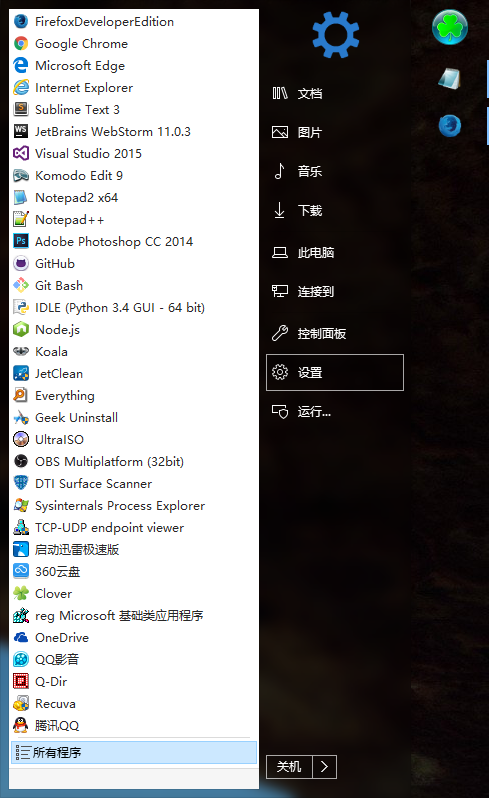 FirefoxDeveloperEdition
Google Chrome
Microsoft Edge
Internet Explorer
Sublime Text 3
JetBrains WebStorm 11.0.3
Visual Studio 2015
Komodo Edit 9
Notepad2 x64
Notepad++
Adobe Photoshop CC 2014
GitHub
Git Bash
IDLE (Python 3.4 GUI - 64 bit)
Node.js
Koala
JetClean
Everything
Geek Uninstall
UltraISO
OBS Multiplatform (32bit)
DTI Surface Scanner
Sysinternals Process Explorer
TCP-UDP endpoint viewer
启动迅雷极速版
360云盘
Clover
reg Microsoft 基础类应用程序
OneDrive
QQ影音
Q-Dir
Recuva
腾讯QQ
所有程序
文档
图片
音乐
下载
此电脑
连接到
控制面板
设置
运行...
关机